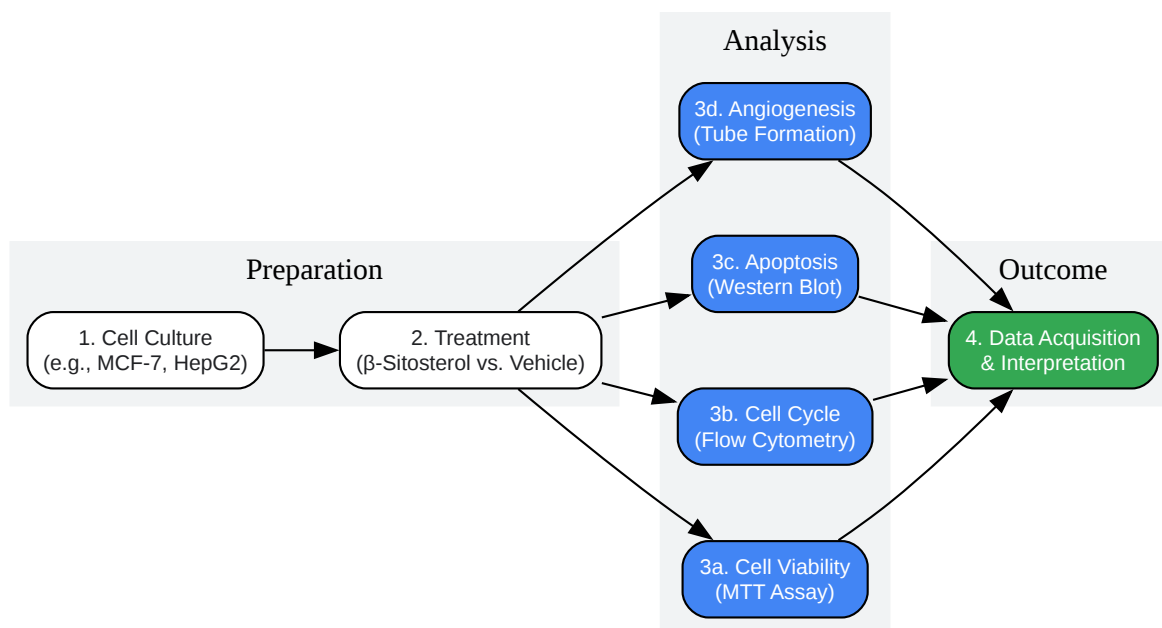 Analysis
3d. Angiogenesis
(Tube Formation)
Preparation
3c. Apoptosis
(Western Blot)
Outcome
1. Cell Culture
(e.g., MCF-7, HepG2)
2. Treatment
(β-Sitosterol vs. Vehicle)
4. Data Acquisition
& Interpretation
3b. Cell Cycle
(Flow Cytometry)
3a. Cell Viability
(MTT Assay)